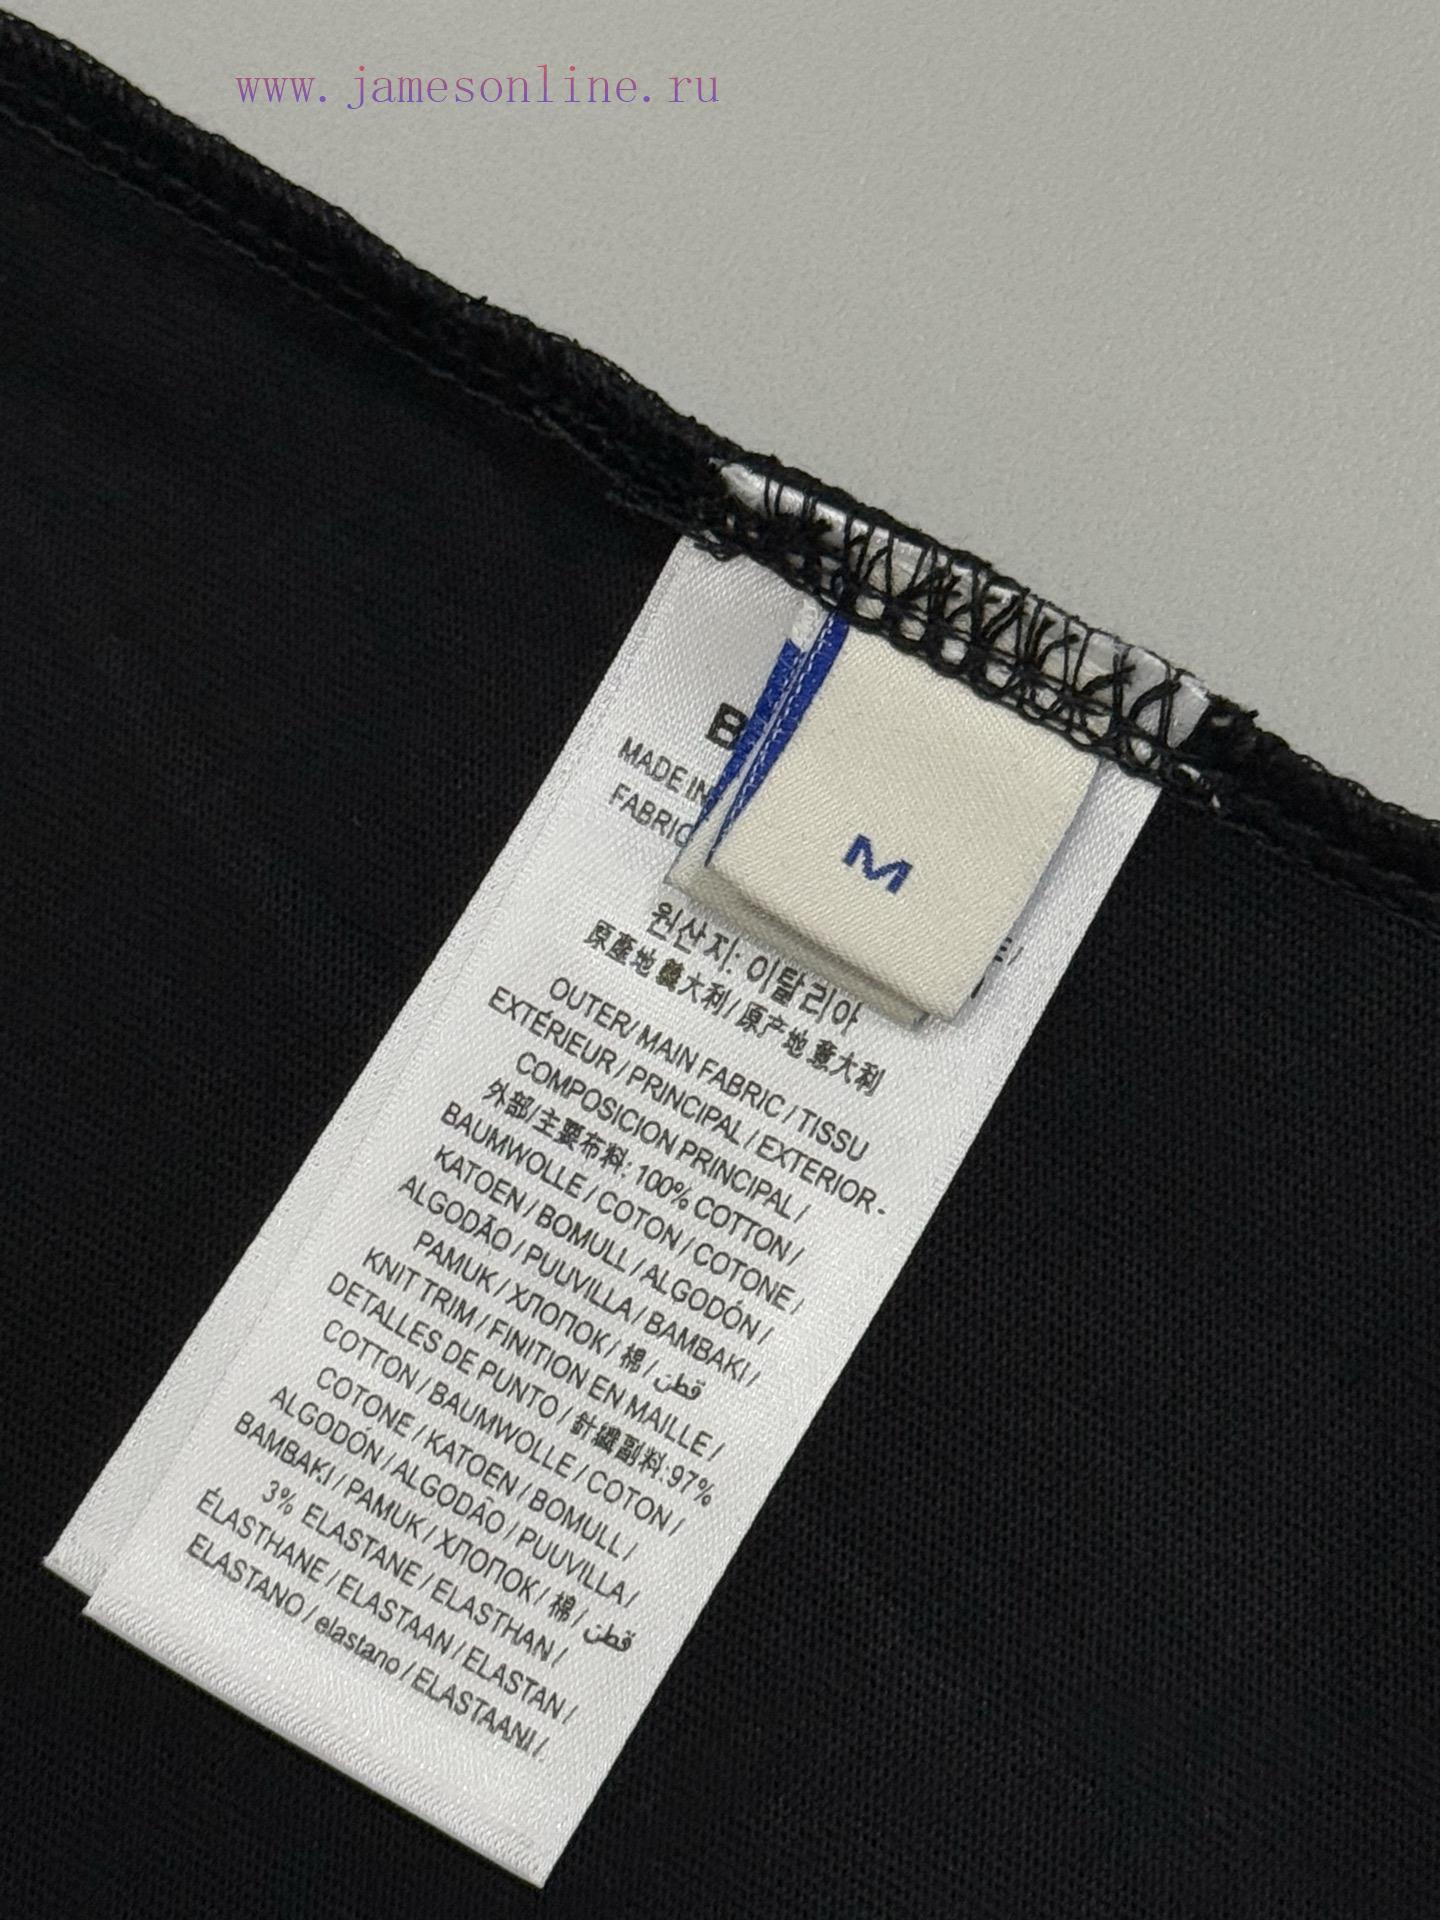 www.jamesonline.ru
B
MADE IN
FABRIQ
M
원산지: 이탈리아
原產地 義大利/原产地 意大利
OUTER/ MAIN FABRIC / TISSU
EXTÉRIEUR / PRINCIPAL / EXTERIOR -
COMPOSICION PRINCIPAL /
外部/主要布料: 100% COTTON /
BAUMWOLLE / COTON / COTONE /
KATOEN / BOMULL / ALGODÓN /
ALGODÃO / PUUVILLA / BAMBAKI /
PAMUK / ХЛОПОК / 棉 / قطن
KNIT TRIM / FINITION EN MAILLE /
DETALLES DE PUNTO / 針織副料:97%
COTTON / BAUMWOLLE / COTON /
COTONE / KATOEN / BOMULL /
ALGODÓN / ALGODÃO / PUUVILLA /
BAMBAKI / PAMUK / ХЛОПОК / 棉 / قطن
3% ELASTANE / ELASTHAN /
ÉLASTHANE / ELASTAAN / ELASTAN /
ELASTANO / elastano / ELASTAANI /